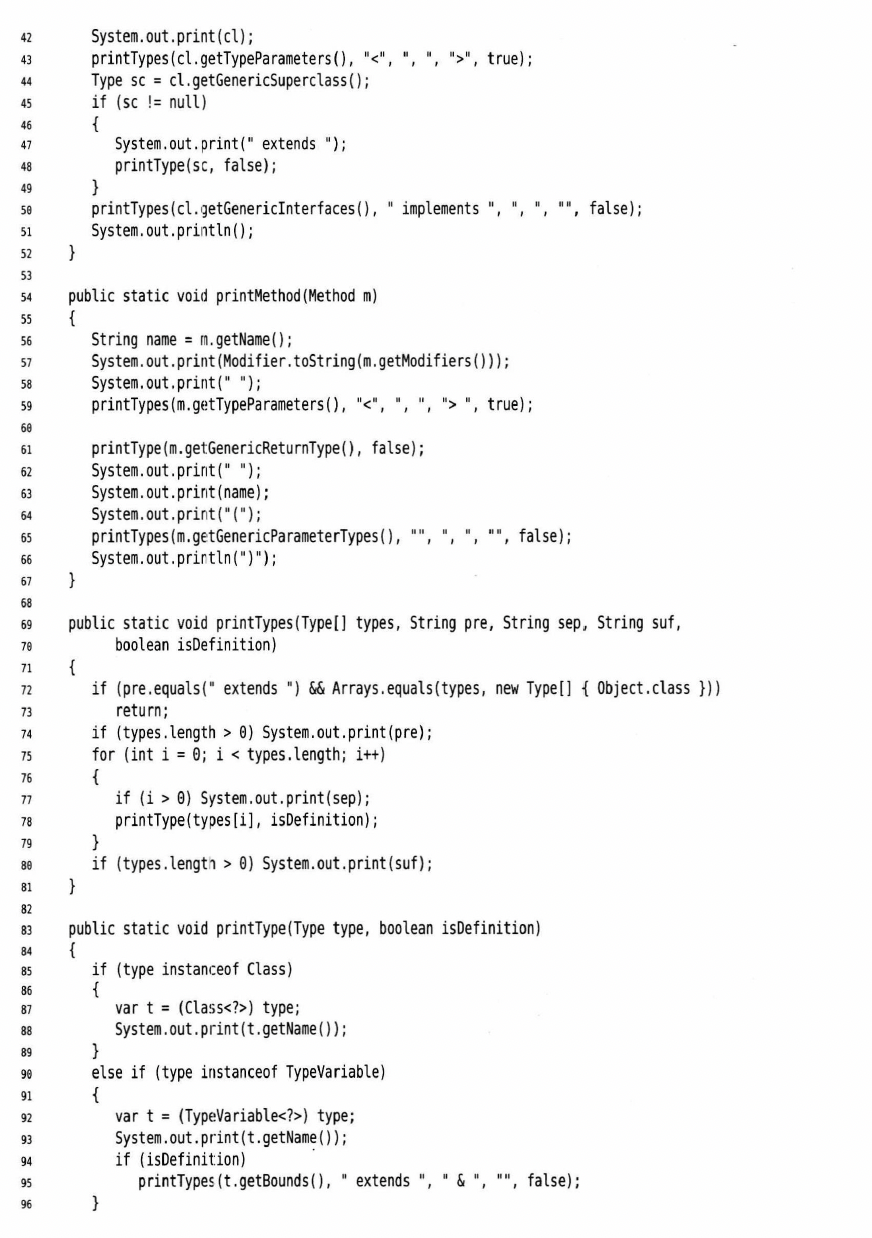 42 System.out.print(cl);
43 printTypes(cl.getTypeParameters(), "<", ", ", ">", true);
44 Type sc = cl.getGenericSuperclass();
45 if (sc != null)
46 {
47 System.out.print(" extends ");
48 printType(sc, false);
49 }
50 printTypes(cl.getGenericInterfaces(), " implements ", ", ", "", false);
51 System.out.println();
52 }
53
54 public static void printMethod(Method m)
55 {
56 String name = m.getName();
57 System.out.print(Modifier.toString(m.getModifiers()));
58 System.out.print(" ");
59 printTypes(m.getTypeParameters(), "<", ", ", "> ", true);
60
61 printType(m.getGenericReturnType(), false);
62 System.out.print(" ");
63 System.out.print(name);
64 System.out.print("(");
65 printTypes(m.getGenericParameterTypes(), "", ", ", "", false);
66 System.out.println(")");
67 }
68
69 public static void printTypes(Type[] types, String pre, String sep, String suf,
70 boolean isDefinition)
71 {
72 if (pre.equals(" extends ") && Arrays.equals(types, new Type[] { Object.class }))
73 return;
74 if (types.length > 0) System.out.print(pre);
75 for (int i = 0; i < types.length; i++)
76 {
77 if (i > 0) System.out.print(sep);
78 printType(types[i], isDefinition);
79 }
80 if (types.length > 0) System.out.print(suf);
81 }
82
83 public static void printType(Type type, boolean isDefinition)
84 {
85 if (type instanceof Class)
86 {
87 var t = (Class<?>) type;
88 System.out.print(t.getName());
89 }
90 else if (type instanceof TypeVariable)
91 {
92 var t = (TypeVariable<?>) type;
93 System.out.print(t.getName());
94 if (isDefinition)
95 printTypes(t.getBounds(), " extends ", " & ", "", false);
96 }